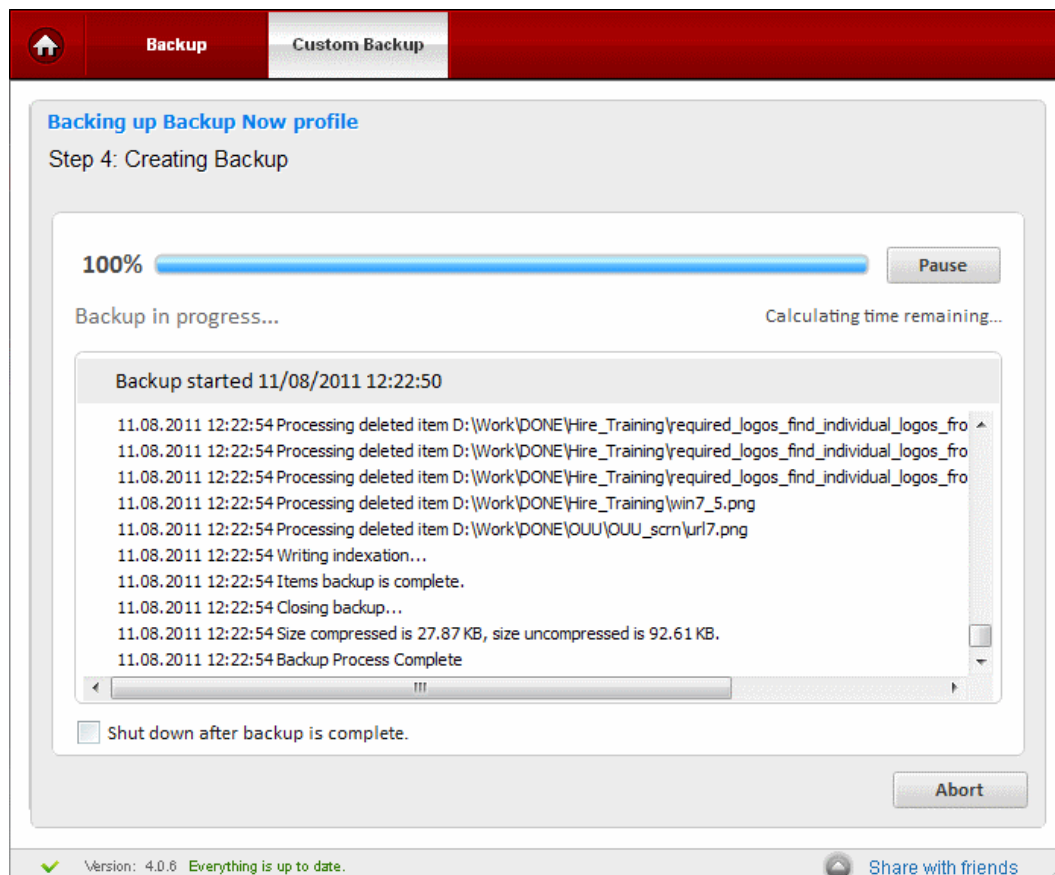 Backup Custom Backup
Backing up Backup Now profile
Step 4: Creating Backup
100% Pause
Backup in progress... Calculating time remaining...
Backup started 11/08/2011 12:22:50
11.08.2011 12:22:54 Processing deleted item D:\Work\DONE\Hire_Training\required_logos_find_individual_logos_fro
11.08.2011 12:22:54 Processing deleted item D:\Work\DONE\Hire_Training\required_logos_find_individual_logos_fro
11.08.2011 12:22:54 Processing deleted item D:\Work\DONE\Hire_Training\required_logos_find_individual_logos_fro
11.08.2011 12:22:54 Processing deleted item D:\Work\DONE\Hire_Training\win7_5.png
11.08.2011 12:22:54 Processing deleted item D:\Work\DONE\OUU\OUU_scrn\url7.png
11.08.2011 12:22:54 Writing indexation...
11.08.2011 12:22:54 Items backup is complete.
11.08.2011 12:22:54 Closing backup...
11.08.2011 12:22:54 Size compressed is 27.87 KB, size uncompressed is 92.61 KB.
11.08.2011 12:22:54 Backup Process Complete
Shut down after backup is complete.
Abort
Version: 4.0.6 Everything is up to date. Share with friends